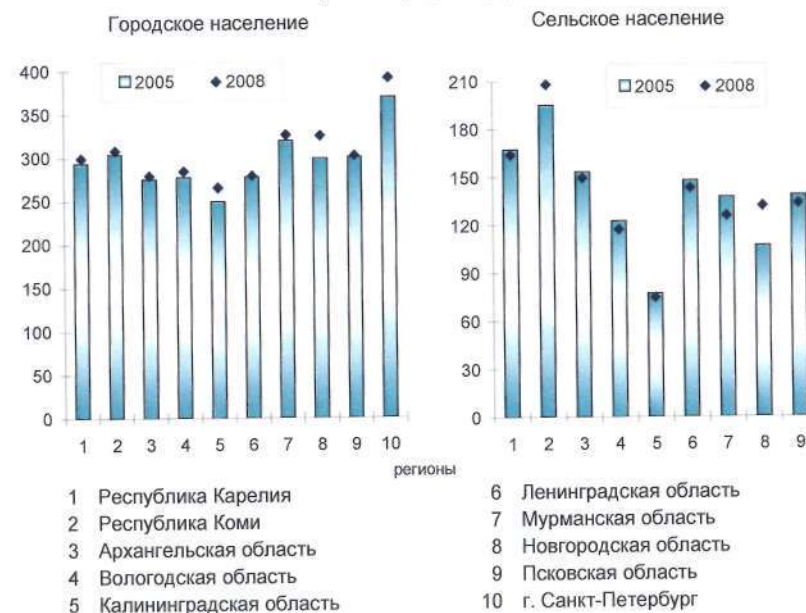 Городское население
Сельское население
400
350
300
250
200
150
100
50
0
2005
2008
1 2 3 4 5 6 7 8 9 10
210
180
150
120
90
60
30
0
2005
2008
1 2 3 4 5 6 7 8 9
регионы
1 Республика Карелия
2 Республика Коми
3 Архангельская область
4 Вологодская область
5 Калининградская область
6 Ленинградская область
7 Мурманская область
8 Новгородская область
9 Псковская область
10 г. Санкт-Петербург